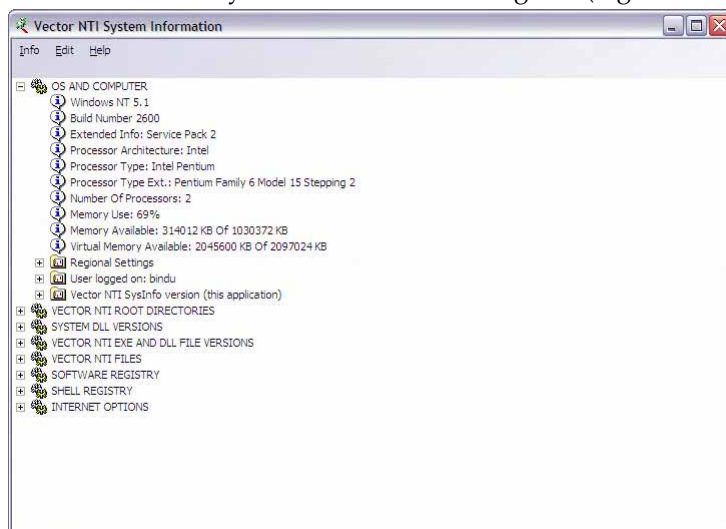 Vector NTI System Information
Info Edit Help
OS AND COMPUTER
Windows NT 5.1
Build Number 2600
Extended Info: Service Pack 2
Processor Architecture: Intel
Processor Type: Intel Pentium
Processor Type Ext.: Pentium Family 6 Model 15 Stepping 2
Number Of Processors: 2
Memory Use: 69%
Memory Available: 314012 KB Of 1030372 KB
Virtual Memory Available: 2045600 KB Of 2097024 KB
Regional Settings
User logged on: bindu
Vector NTI SysInfo version (this application)
VECTOR NTI ROOT DIRECTORIES
SYSTEM DLL VERSIONS
VECTOR NTI EXE AND DLL FILE VERSIONS
VECTOR NTI FILES
SOFTWARE REGISTRY
SHELL REGISTRY
INTERNET OPTIONS